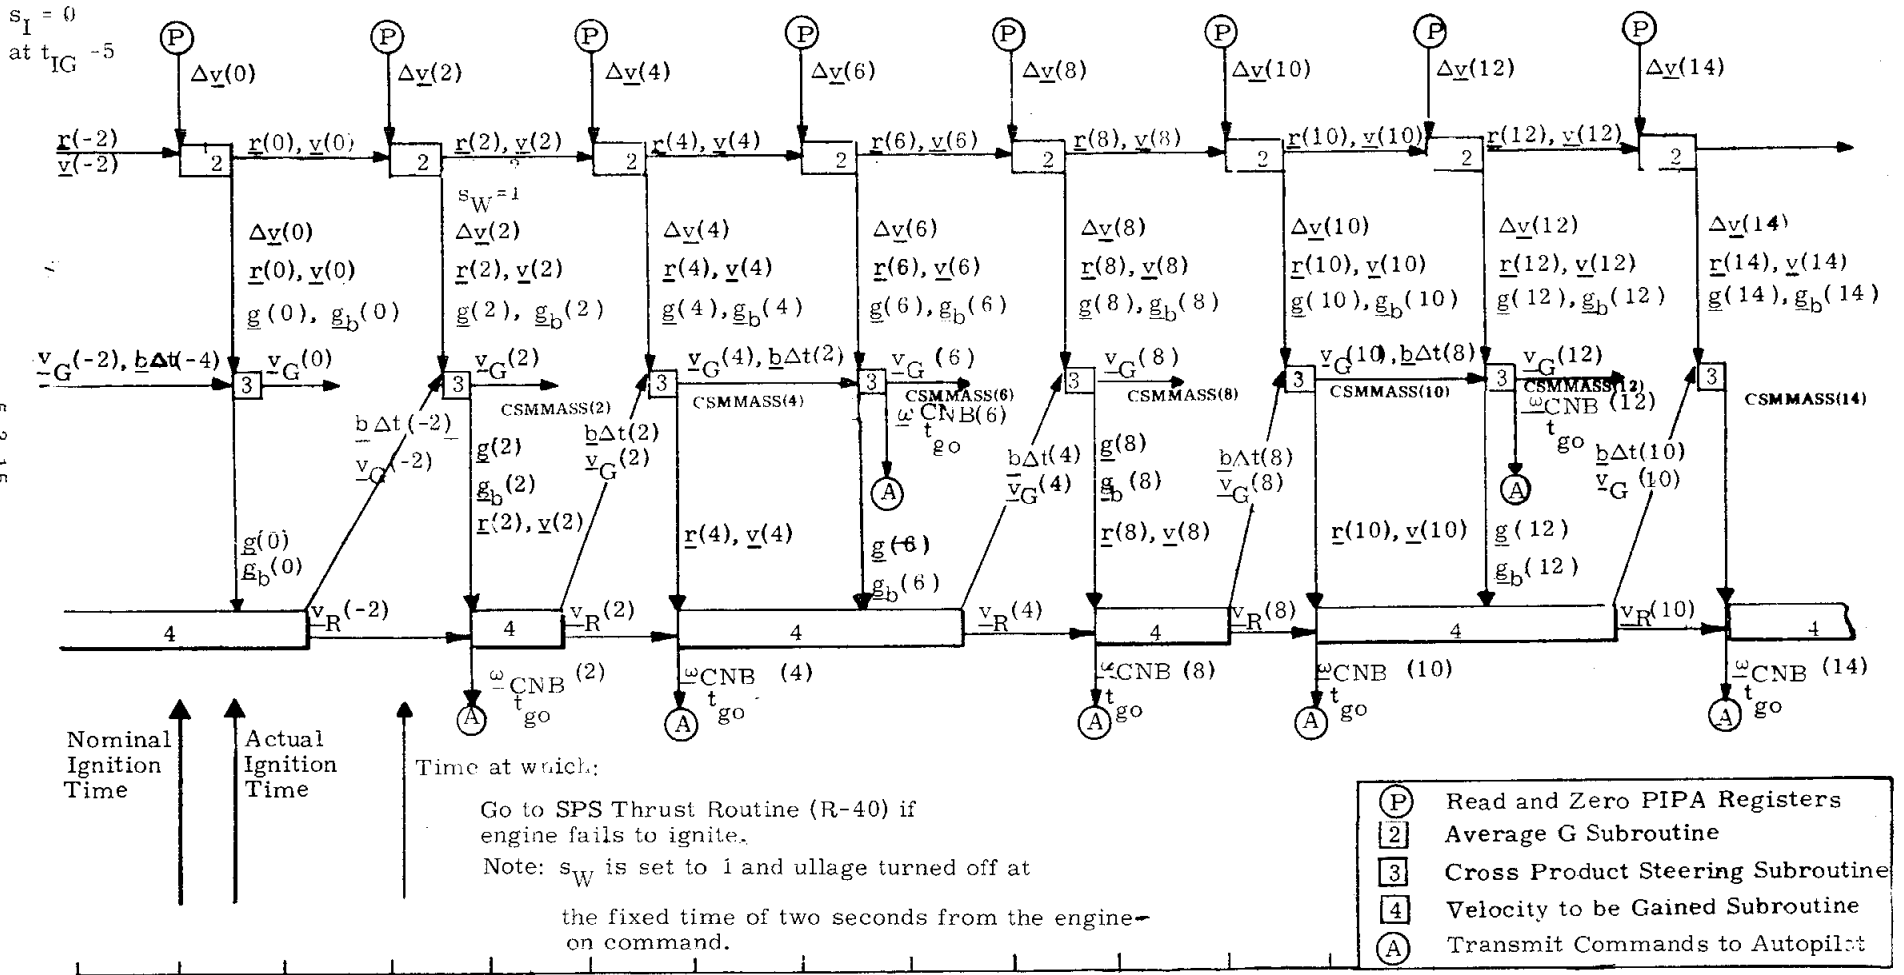 s_I = 0
at t_IG -5
P P P P P P P P
Δv(0) Δv(2) Δv(4) Δv(6) Δv(8) Δv(10) Δv(12) Δv(14)
r(-2) r(0), v(0) r(2), v(2) r(4), v(4) r(6), v(6) r(8), v(8) r(10), v(10) r(12), v(12)
v(-2) 2 2 2 2 2 2 2 2
s_W = 1
Δv(0) Δv(2) Δv(4) Δv(6) Δv(8) Δv(10) Δv(12) Δv(14)
r(0), v(0) r(2), v(2) r(4), v(4) r(6), v(6) r(8), v(8) r(10), v(10) r(12), v(12) r(14), v(14)
g(0), g_b(0) g(2), g_b(2) g(4), g_b(4) g(6), g_b(6) g(8), g_b(8) g(10), g_b(10) g(12), g_b(12) g(14), g_b(14)
v_G(-2), bΔt(-4) v_G(0) v_G(2) v_G(4), bΔt(2) v_G(6) v_G(8) v_G(10), bΔt(8) v_G(12)
3 3 3 3 3 3 3 3
CSMMASS(2) CSMMASS(4) CSMMASS(6) CSMMASS(8) CSMMASS(10) CSMMASS(12) CSMMASS(14)
ω_CNB(6) ω_CNB(12)
t_go t_go
A A
bΔt(-2) bΔt(2) bΔt(4) bΔt(8) bΔt(10)
v_G(-2) v_G(2) v_G(4) v_G(8) v_G(10)
g(2) g(8)
g_b(2) g_b(8)
r(2), v(2) r(4), v(4) r(8), v(8) r(10), v(10)
g(0) g(6) g(12)
g_b(0) g_b(6) g_b(12)
4 v_R(-2) 4 v_R(2) 4 v_R(4) 4 v_R(8) 4 v_R(10) 4
ω_CNB(2) ω_CNB(4) ω_CNB(8) ω_CNB(10) ω_CNB(14)
t_go t_go t_go t_go t_go
A A A A A
Nominal
Ignition
Time
Actual
Ignition
Time
Time at which:
Go to SPS Thrust Routine (R-40) if
engine fails to ignite.
Note: s_W is set to 1 and ullage turned off at
the fixed time of two seconds from the engine-
on command.
P Read and Zero PIPA Registers
2 Average G Subroutine
3 Cross Product Steering Subroutine
4 Velocity to be Gained Subroutine
A Transmit Commands to Autopilot